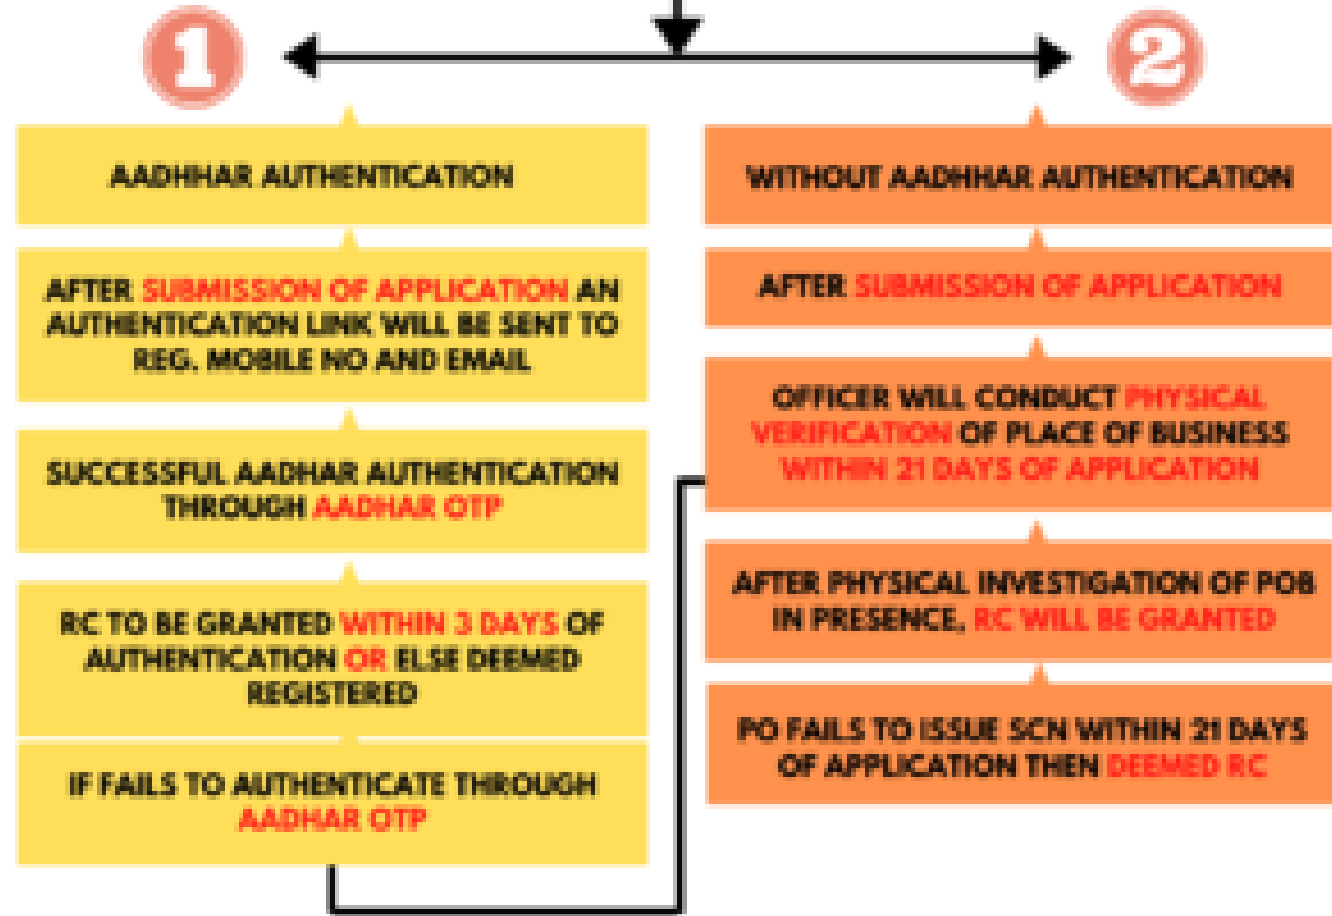 1
2
AADHHAR AUTHENTICATION
AFTER SUBMISSION OF APPLICATION AN
AUTHENTICATION LINK WILL BE SENT TO
REG. MOBILE NO AND EMAIL
SUCCESSFUL AADHAR AUTHENTICATION
THROUGH AADHAR OTP
RC TO BE GRANTED WITHIN 3 DAYS OF
AUTHENTICATION OR ELSE DEEMED
REGISTERED
IF FAILS TO AUTHENTICATE THROUGH
AADHAR OTP
WITHOUT AADHHAR AUTHENTICATION
AFTER SUBMISSION OF APPLICATION
OFFICER WILL CONDUCT PHYSICAL
VERIFICATION OF PLACE OF BUSINESS
WITHIN 21 DAYS OF APPLICATION
AFTER PHYSICAL INVESTIGATION OF POB
IN PRESENCE, RC WILL BE GRANTED
PO FAILS TO ISSUE SCN WITHIN 21 DAYS
OF APPLICATION THEN DEEMED RC